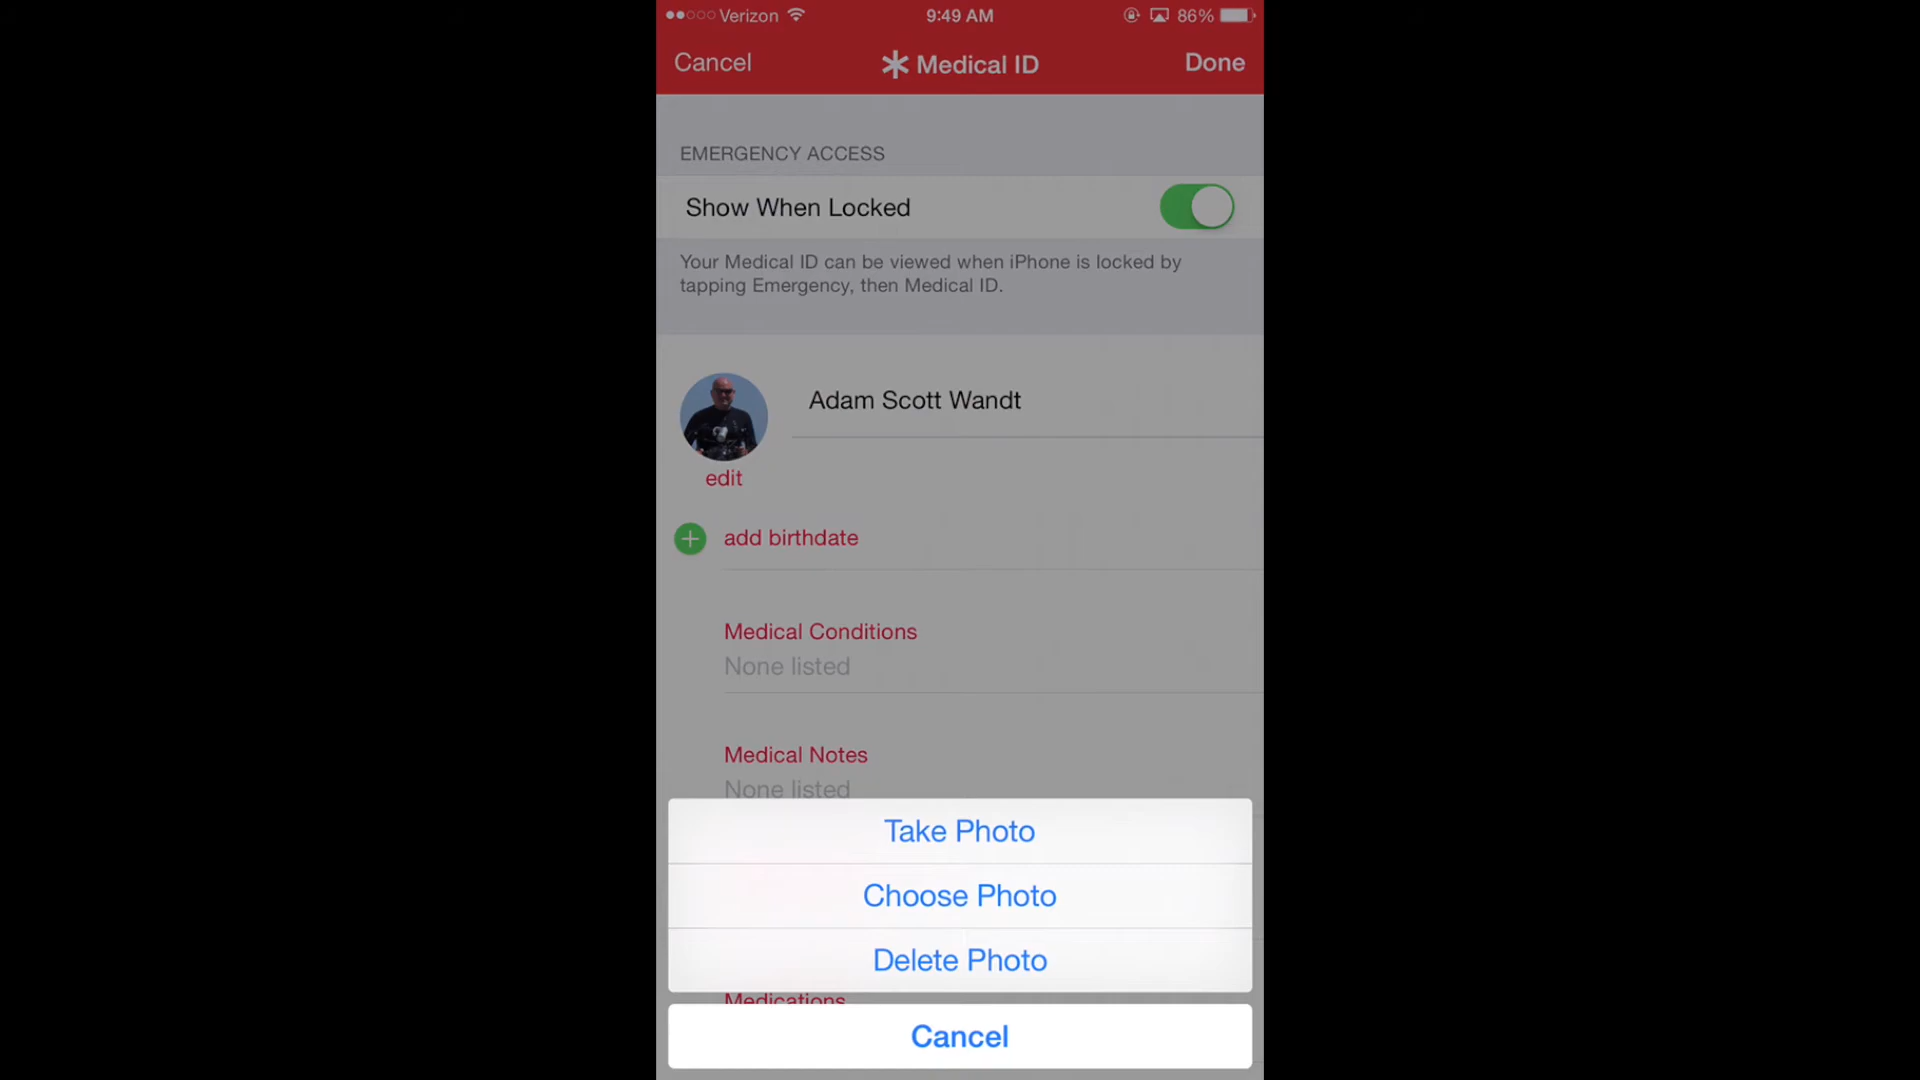 Verizon 9:49 AM 86%
Cancel Medical ID Done
EMERGENCY ACCESS
Show When Locked
Your Medical ID can be viewed when iPhone is locked by
tapping Emergency, then Medical ID.
Adam Scott Wandt
edit
add birthdate
Medical Conditions
None listed
Medical Notes
None listed
Take Photo
Choose Photo
Delete Photo
Medications
Cancel